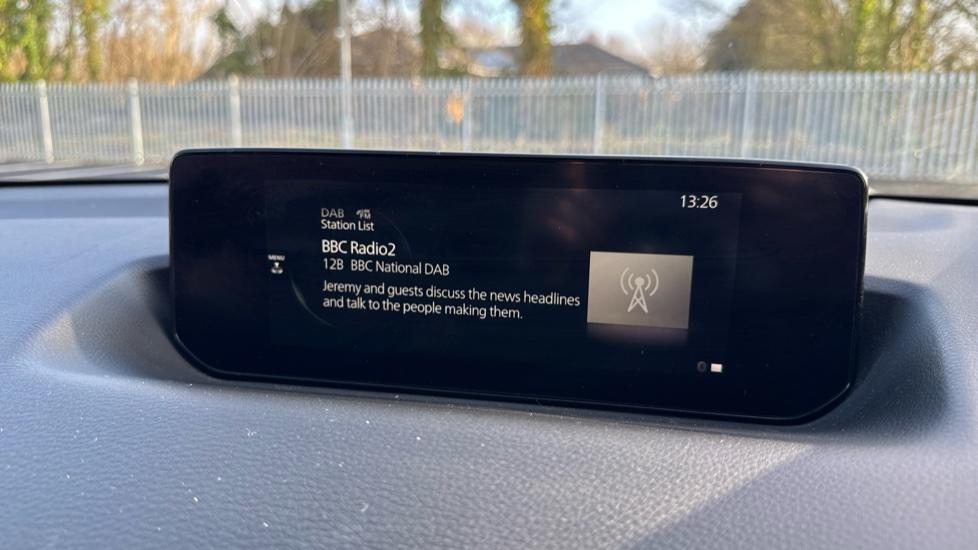 13:26
DAB FM
Station List
BBC Radio2
MENU
12B BBC National DAB
Jeremy and guests discuss the news headlines
and talk to the people making them.